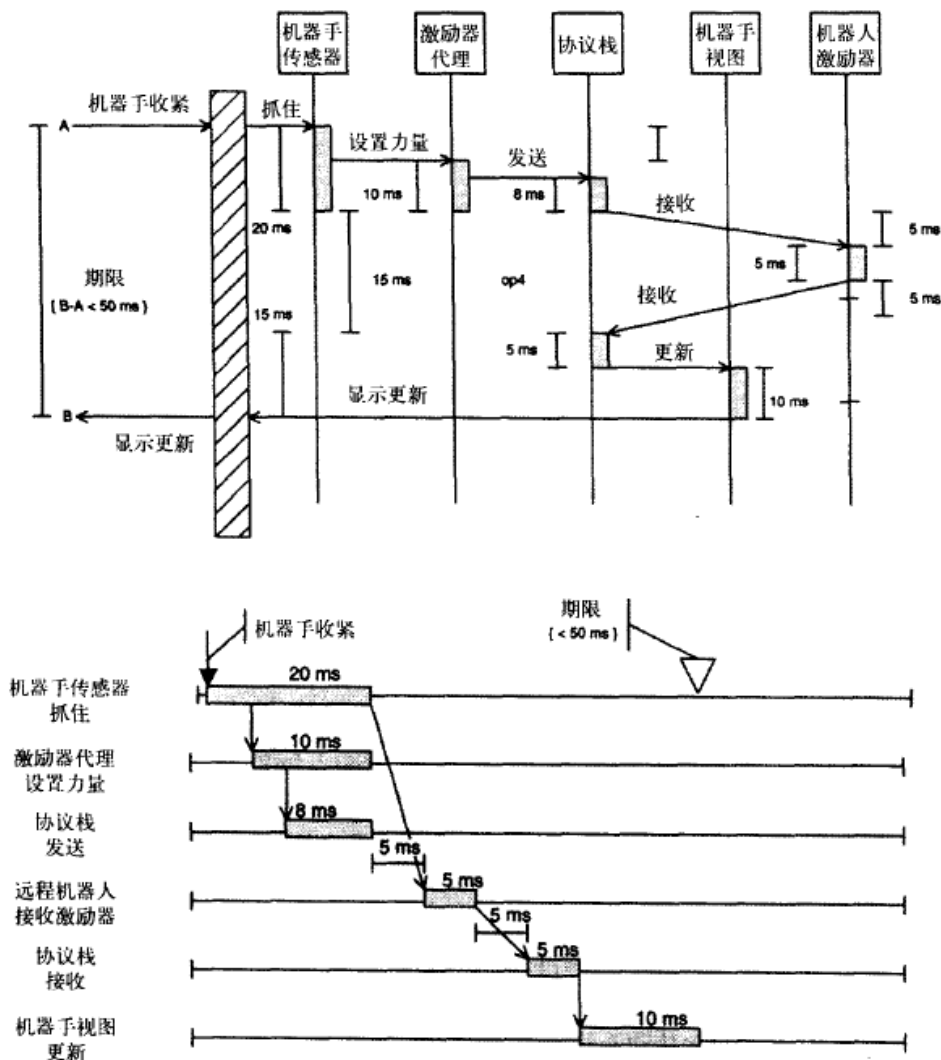 机器手
传感器
激励器
代理
协议栈
机器手
视图
机器人
激励器
机器手收紧
A
抓住
设置力量
发送
10 ms
8 ms
接收
20 ms
5 ms
期限
{ B-A < 50 ms }
15 ms
op4
5 ms
15 ms
接收
5 ms
5 ms
更新
显示更新
10 ms
B
显示更新
机器手收紧
期限
{ < 50 ms }
机器手传感器
抓住
20 ms
激励器代理
设置力量
10 ms
协议栈
发送
8 ms
5 ms
远程机器人
接收激励器
5 ms
5 ms
协议栈
接收
5 ms
机器手视图
更新
10 ms